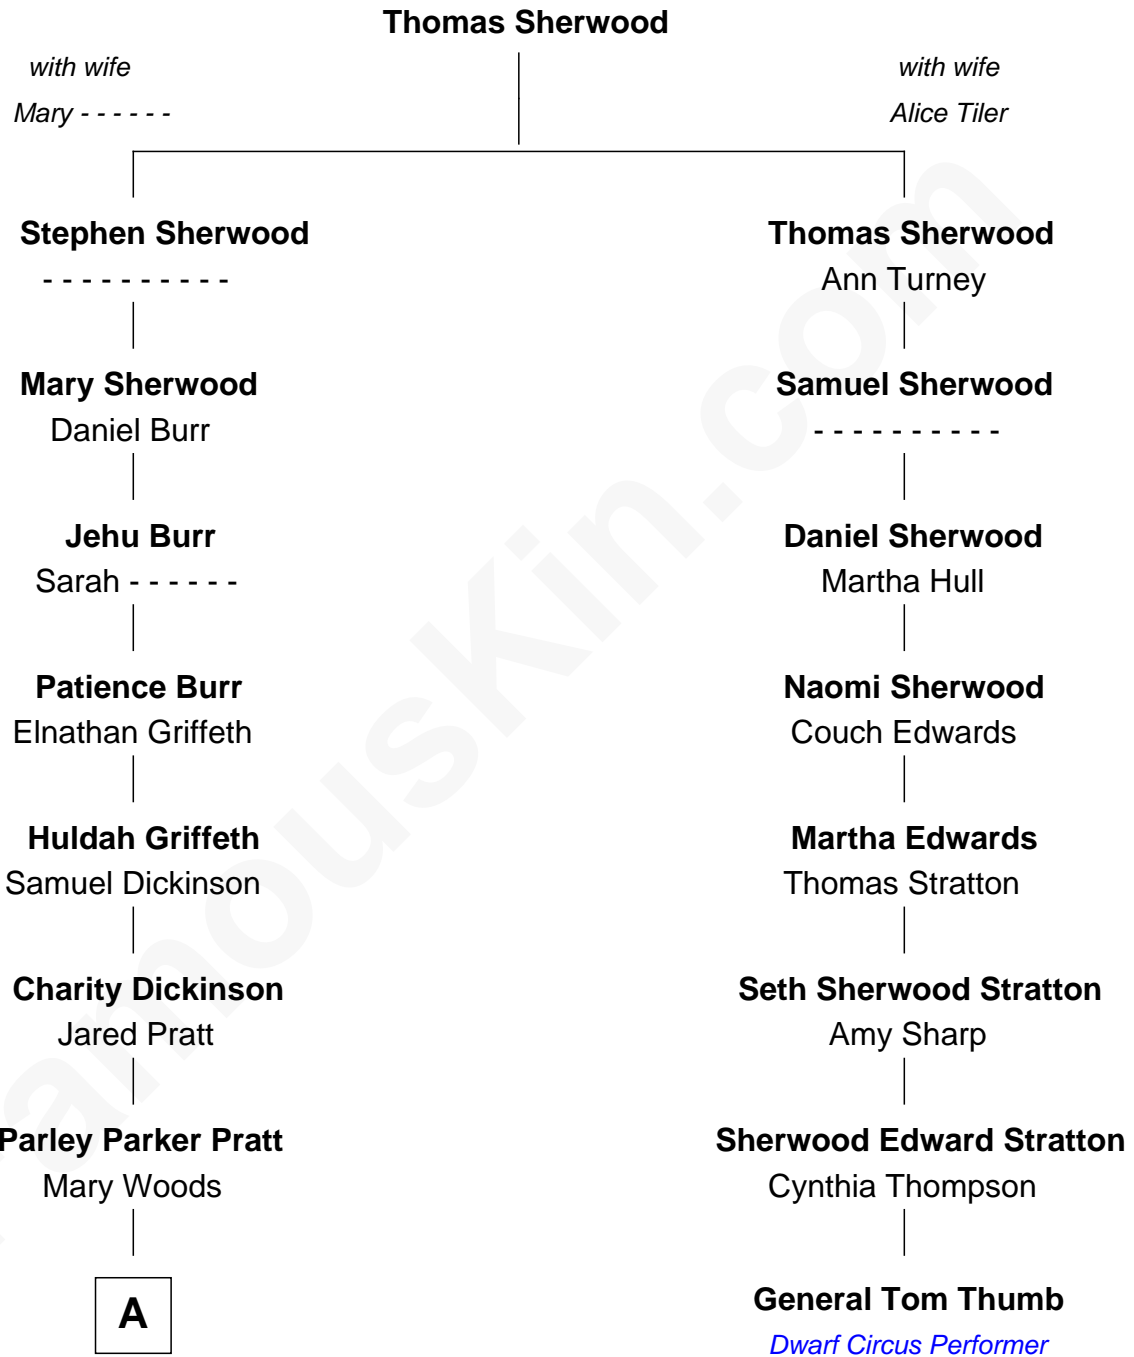 Thomas Sherwood
with wife
Mary - - - - - -
with wife
Alice Tiler
Stephen Sherwood
- - - - - - - - - -
Thomas Sherwood
Ann Turney
Mary Sherwood
Daniel Burr
Samuel Sherwood
- - - - - - - - - -
Jehu Burr
Sarah - - - - - -
Daniel Sherwood
Martha Hull
Patience Burr
Elnathan Griffeth
Naomi Sherwood
Couch Edwards
Huldah Griffeth
Samuel Dickinson
Martha Edwards
Thomas Stratton
Charity Dickinson
Jared Pratt
Seth Sherwood Stratton
Amy Sharp
Parley Parker Pratt
Mary Woods
Sherwood Edward Stratton
Cynthia Thompson
A
General Tom Thumb
Dwarf Circus Performer
amousKin.com